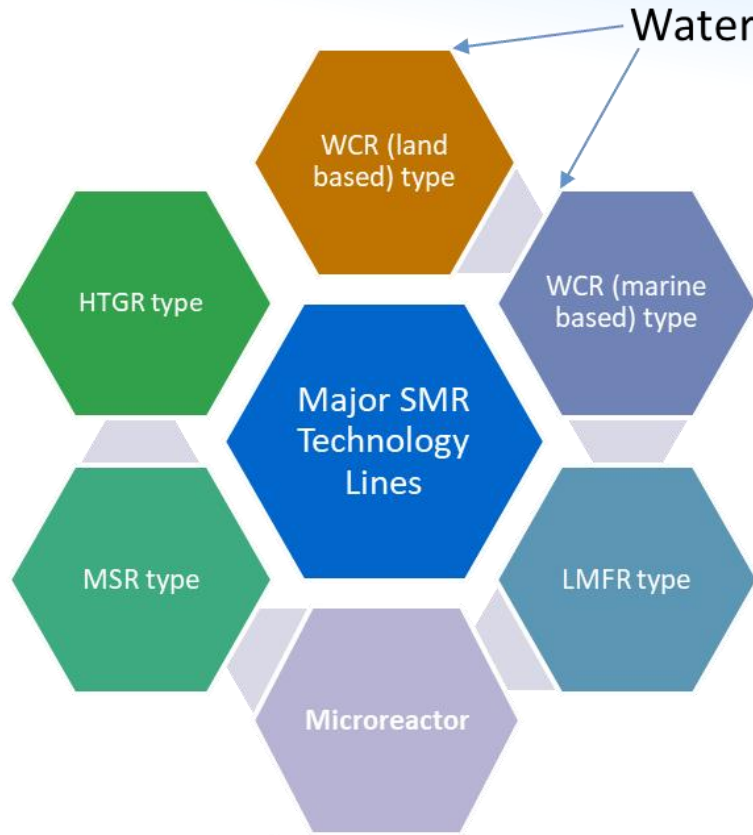 Water
WCR (land
based) type
HTGR type
WCR (marine
based) type
Major SMR
Technology
Lines
MSR type
LMFR type
Microreactor